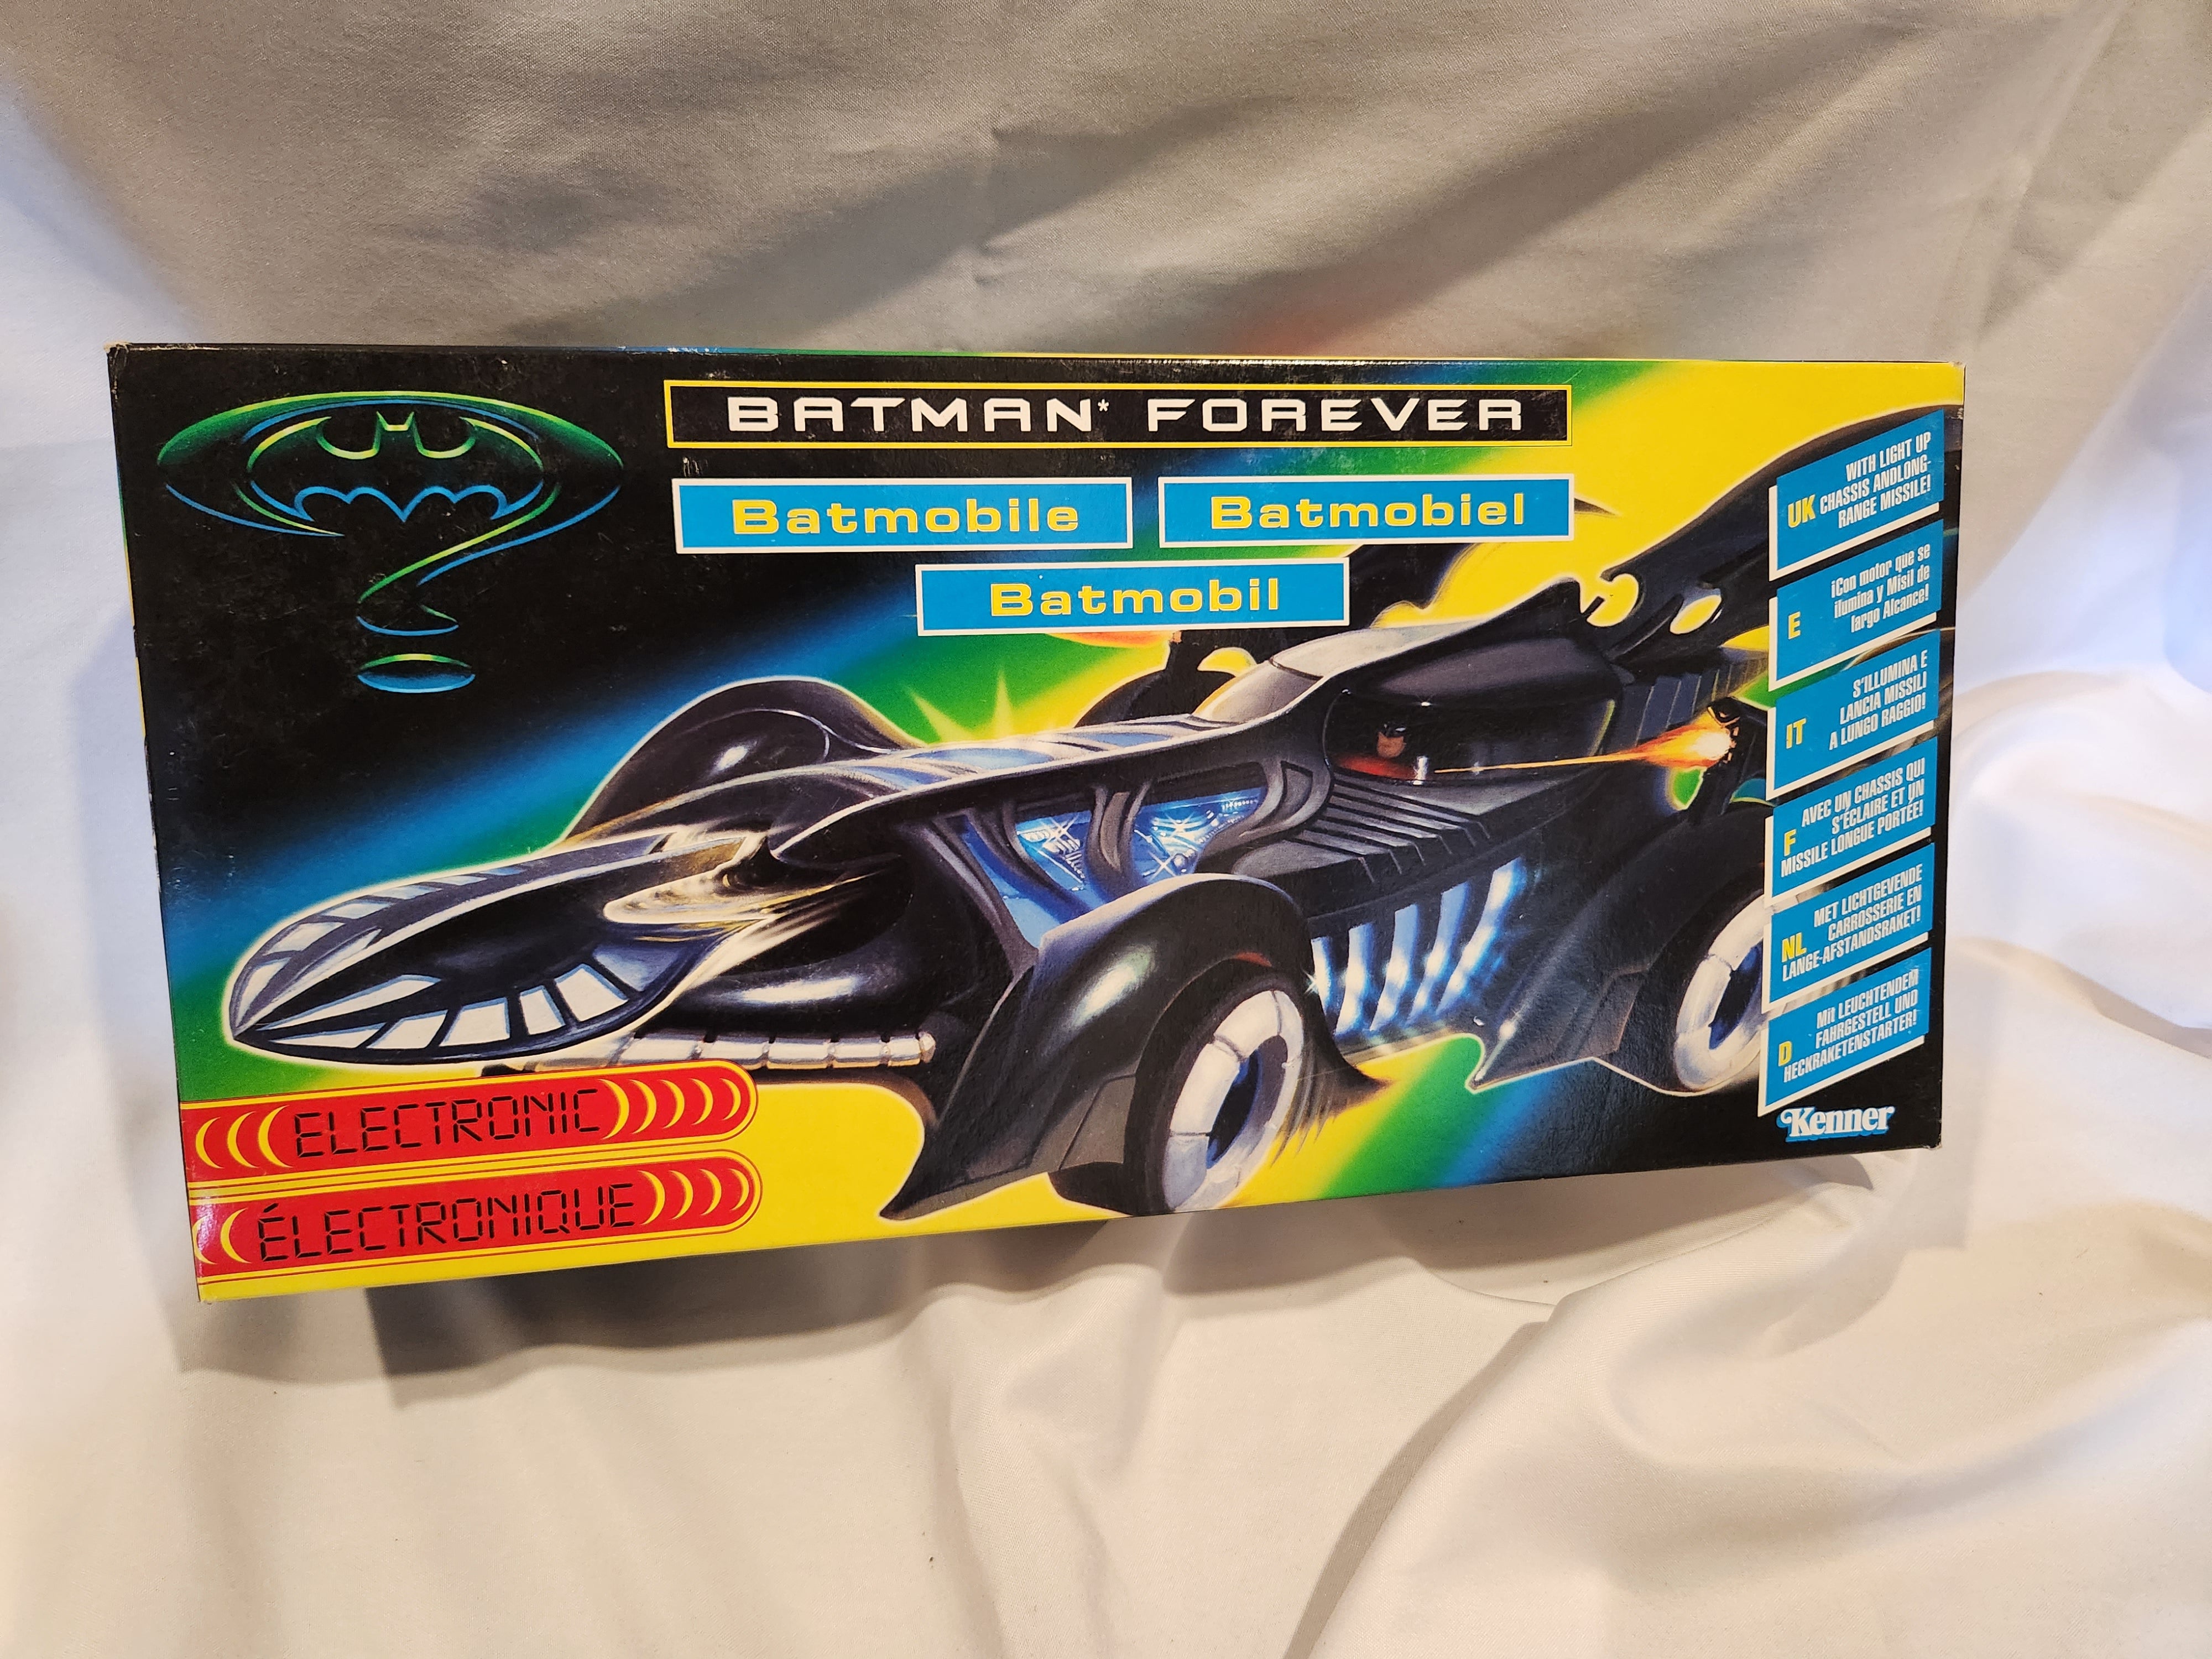 BATMAN* FOREVER
Batmobile
Batmobiel
Batmobil
UK
WITH LIGHT UP
CHASSIS ANDLONG-
RANGE MISSILE!
E
¡Con motor que se
ilumina y Misil de
largo Alcance!
IT
S'ILLUMINA E
LANCIA MISSILI
A LUNGO RAGGIO!
F
AVEC UN CHASSIS QUI
S'ÉCLAIRE ET UN
MISSILE LONGUE PORTÉE!
NL
MET LICHTGEVENDE
CARROSSERIE EN
LANGE-AFSTANDSRAKET!
D
Mit LEUCHTENDEM
FAHRGESTELL UND
HECKRAKETENSTARTER!
ELECTRONIC
ÉLECTRONIQUE
Kenner